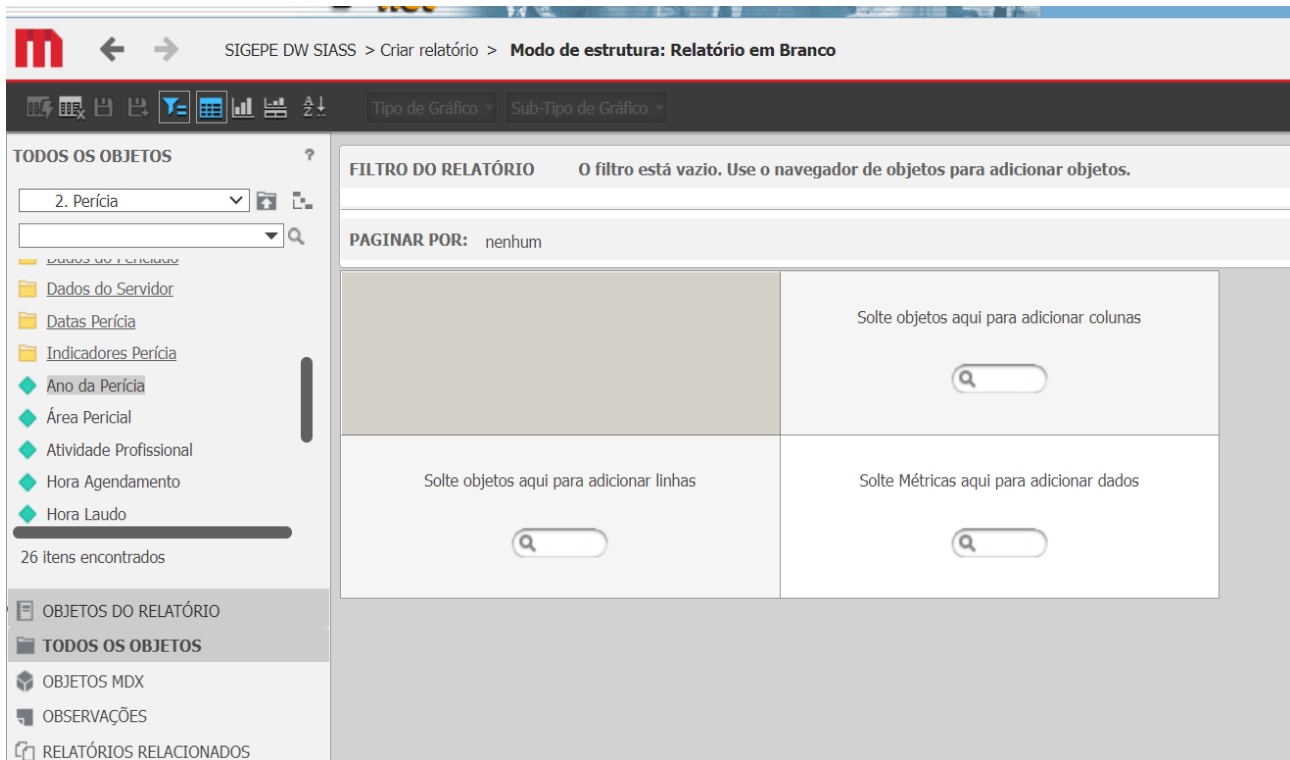 SIGEPE DW SIASS > Criar relatório > Modo de estrutura: Relatório em Branco
Tipo de Gráfico
Sub-Tipo de Gráfico
TODOS OS OBJETOS ?
2. Perícia
Dados do Periciado
Dados do Servidor
Datas Perícia
Indicadores Perícia
Ano da Perícia
Área Pericial
Atividade Profissional
Hora Agendamento
Hora Laudo
26 itens encontrados
OBJETOS DO RELATÓRIO
TODOS OS OBJETOS
OBJETOS MDX
OBSERVAÇÕES
RELATÓRIOS RELACIONADOS
FILTRO DO RELATÓRIO O filtro está vazio. Use o navegador de objetos para adicionar objetos.
PAGINAR POR: nenhum
Solte objetos aqui para adicionar colunas
Solte objetos aqui para adicionar linhas
Solte Métricas aqui para adicionar dados